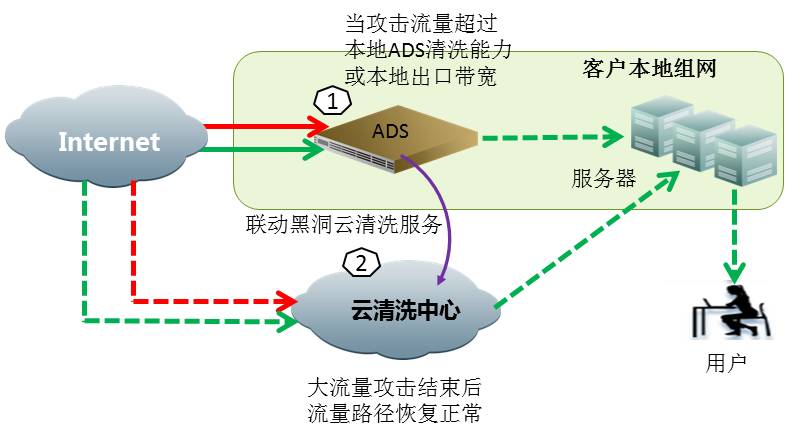 当攻击流量超过
本地ADS清洗能力
或本地出口带宽
客户本地组网
1
ADS
Internet
服务器
联动黑洞云清洗服务
2
云清洗中心
用户
大流量攻击结束后
流量路径恢复正常